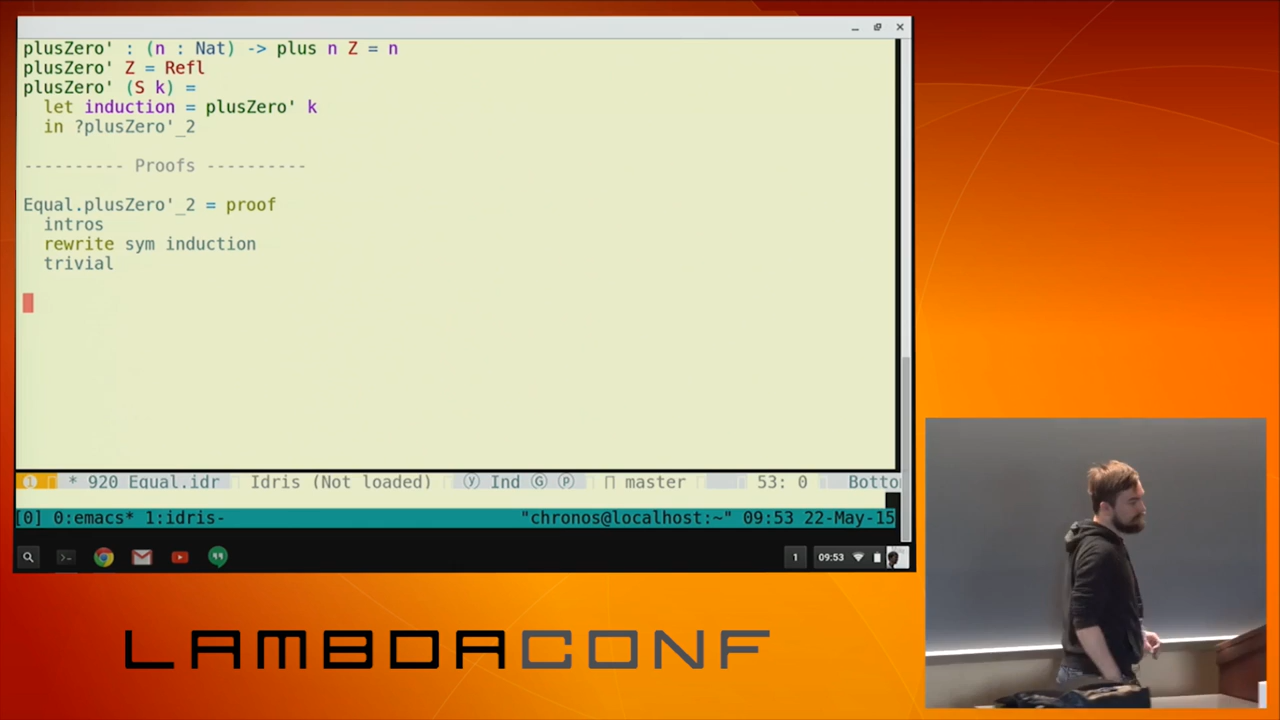 plusZero' : (n : Nat) -> plus n Z = n
plusZero' Z = Refl
plusZero' (S k) =
let induction = plusZero' k
in ?plusZero'_2
---------- Proofs ----------
Equal.plusZero'_2 = proof
intros
rewrite sym induction
trivial
1 * 920 Equal.idr Idris (Not loaded) y Ind G P master 53: 0 Botto
[0] 0:emacs* 1:idris- "chronos@localhost:~" 09:53 22-May-15
1 09:53
LAMBDACONF